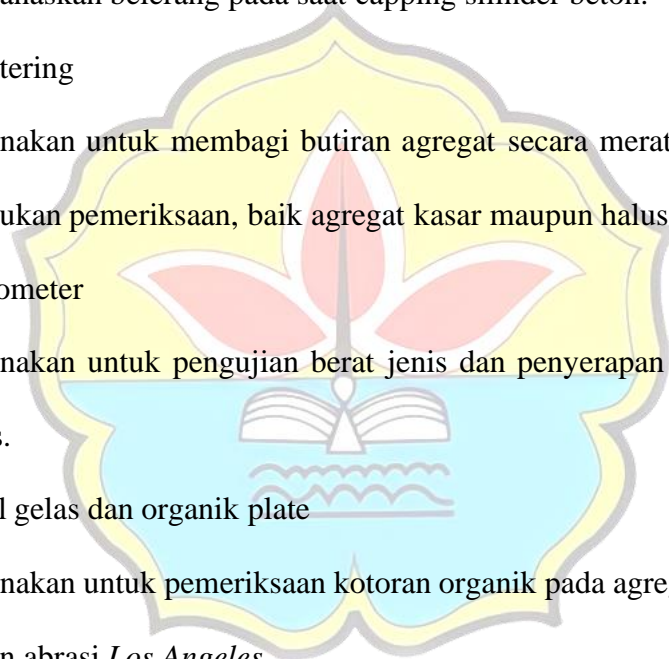 anaskan belerang pada saat capping silinder beton.
tering
nakan untuk membagi butiran agregat secara merat
ukan pemeriksaan, baik agregat kasar maupun halus
ometer
nakan untuk pengujian berat jenis dan penyerapan
s.
l gelas dan organik plate
nakan untuk pemeriksaan kotoran organik pada agre
n abrasi Los Angeles